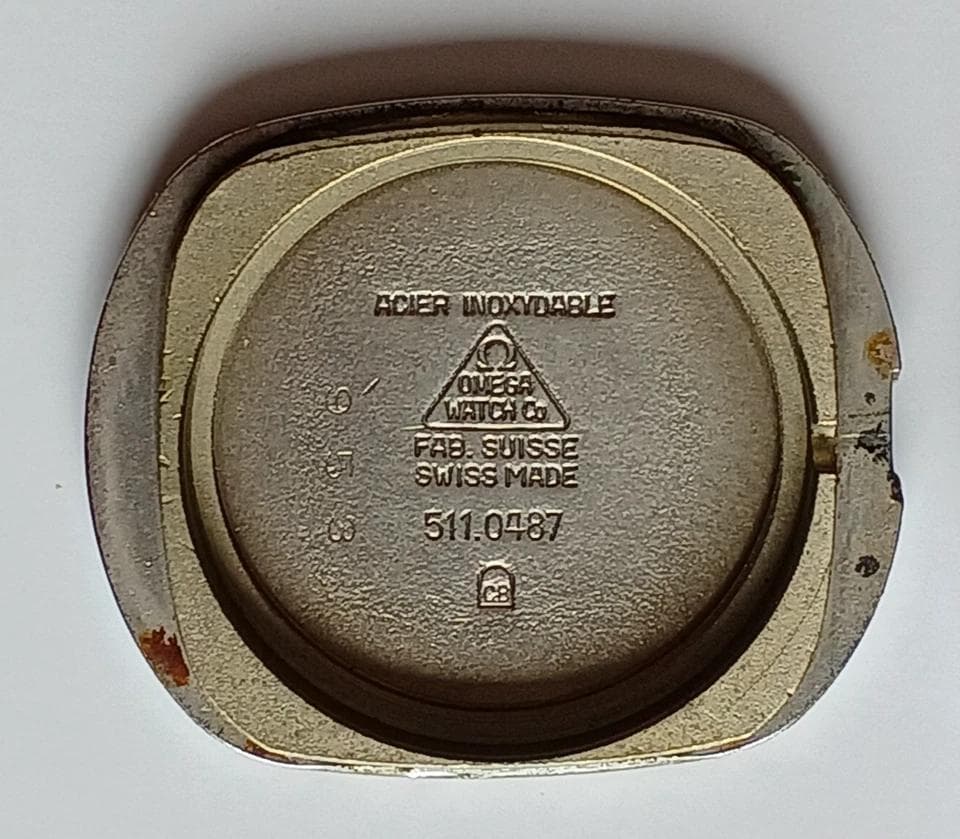 ACIER INOXYDABLE
Ω
OMEGA
WATCH Co
FAB. SUISSE
SWISS MADE
511.0487
CB